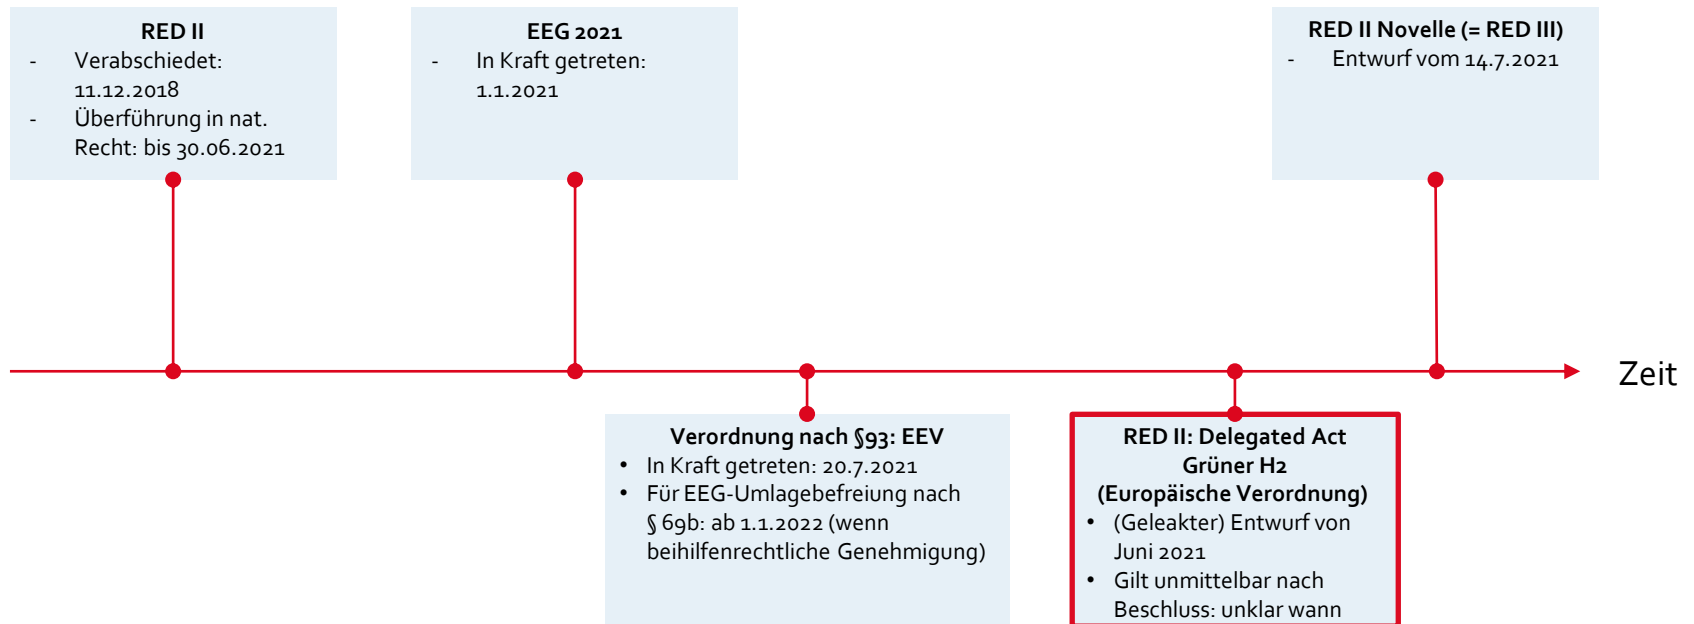 RED II
- Verabschiedet:
11.12.2018
- Überführung in nat.
Recht: bis 30.06.2021
EEG 2021
- In Kraft getreten:
1.1.2021
RED II Novelle (= RED III)
- Entwurf vom 14.7.2021
Zeit
Verordnung nach §93: EEV
• In Kraft getreten: 20.7.2021
• Für EEG-Umlagebefreiung nach
§ 69b: ab 1.1.2022 (wenn
beihilfenrechtliche Genehmigung)
RED II: Delegated Act
Grüner H2
(Europäische Verordnung)
• (Geleakter) Entwurf von
Juni 2021
• Gilt unmittelbar nach
Beschluss: unklar wann